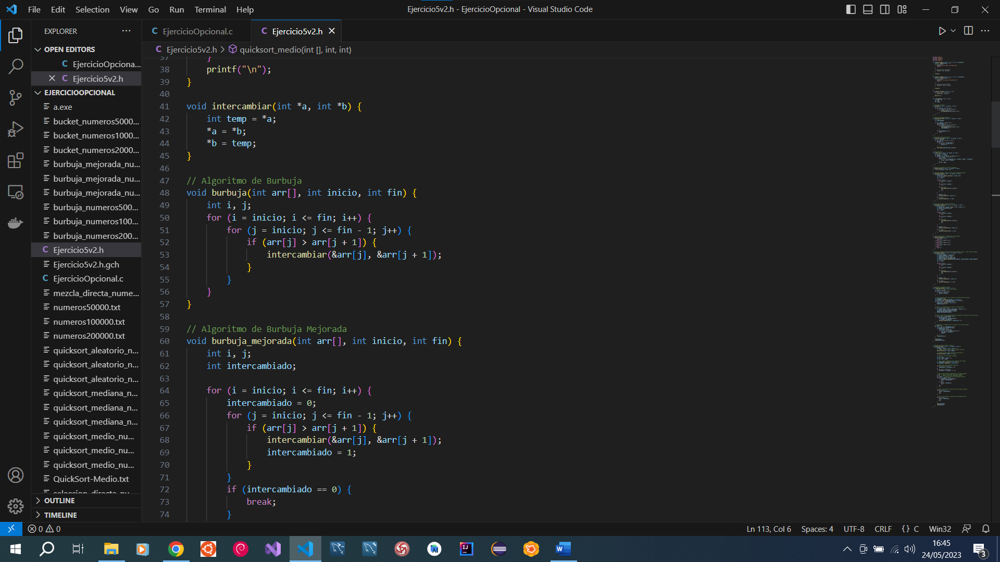 File Edit Selection View Go Run Terminal Help
Ejercicio5v2.h - EjercicioOpcional - Visual Studio Code
EXPLORER
OPEN EDITORS
C EjercicioOpciona...
C Ejercicio5v2.h
EJERCICIOOPCIONAL
a.exe
bucket_numeros5000...
bucket_numeros1000...
bucket_numeros2000...
burbuja_mejorada_nu...
burbuja_mejorada_nu...
burbuja_mejorada_nu...
burbuja_numeros500...
burbuja_numeros100...
burbuja_numeros200...
C Ejercicio5v2.h
Ejercicio5v2.h.gch
C EjercicioOpcional.c
mezcla_directa_nume...
numeros50000.txt
numeros100000.txt
numeros200000.txt
quicksort_aleatorio_n...
quicksort_aleatorio_n...
quicksort_aleatorio_n...
quicksort_mediana_n...
quicksort_mediana_n...
quicksort_mediana_n...
quicksort_medio_nu...
quicksort_medio_nu...
quicksort_medio_nu...
QuickSort-Medio.txt
seleccion_directa_nu...
OUTLINE
TIMELINE
C EjercicioOpcional.c
C Ejercicio5v2.h
C Ejercicio5v2.h > quicksort_medio(int [], int, int)
37 }
38 printf("\n");
39 }
40
41 void intercambiar(int *a, int *b) {
42 int temp = *a;
43 *a = *b;
44 *b = temp;
45 }
46
47 // Algoritmo de Burbuja
48 void burbuja(int arr[], int inicio, int fin) {
49 int i, j;
50 for (i = inicio; i <= fin; i++) {
51 for (j = inicio; j <= fin - 1; j++) {
52 if (arr[j] > arr[j + 1]) {
53 intercambiar(&arr[j], &arr[j + 1]);
54 }
55 }
56 }
57 }
58
59 // Algoritmo de Burbuja Mejorada
60 void burbuja_mejorada(int arr[], int inicio, int fin) {
61 int i, j;
62 int intercambiado;
63
64 for (i = inicio; i <= fin; i++) {
65 intercambiado = 0;
66 for (j = inicio; j <= fin - 1; j++) {
67 if (arr[j] > arr[j + 1]) {
68 intercambiar(&arr[j], &arr[j + 1]);
69 intercambiado = 1;
70 }
71 }
72 if (intercambiado == 0) {
73 break;
74 }
0 0
Ln 113, Col 6 Spaces: 4 UTF-8 CRLF {} C Win32
16:45
24/05/2023
3